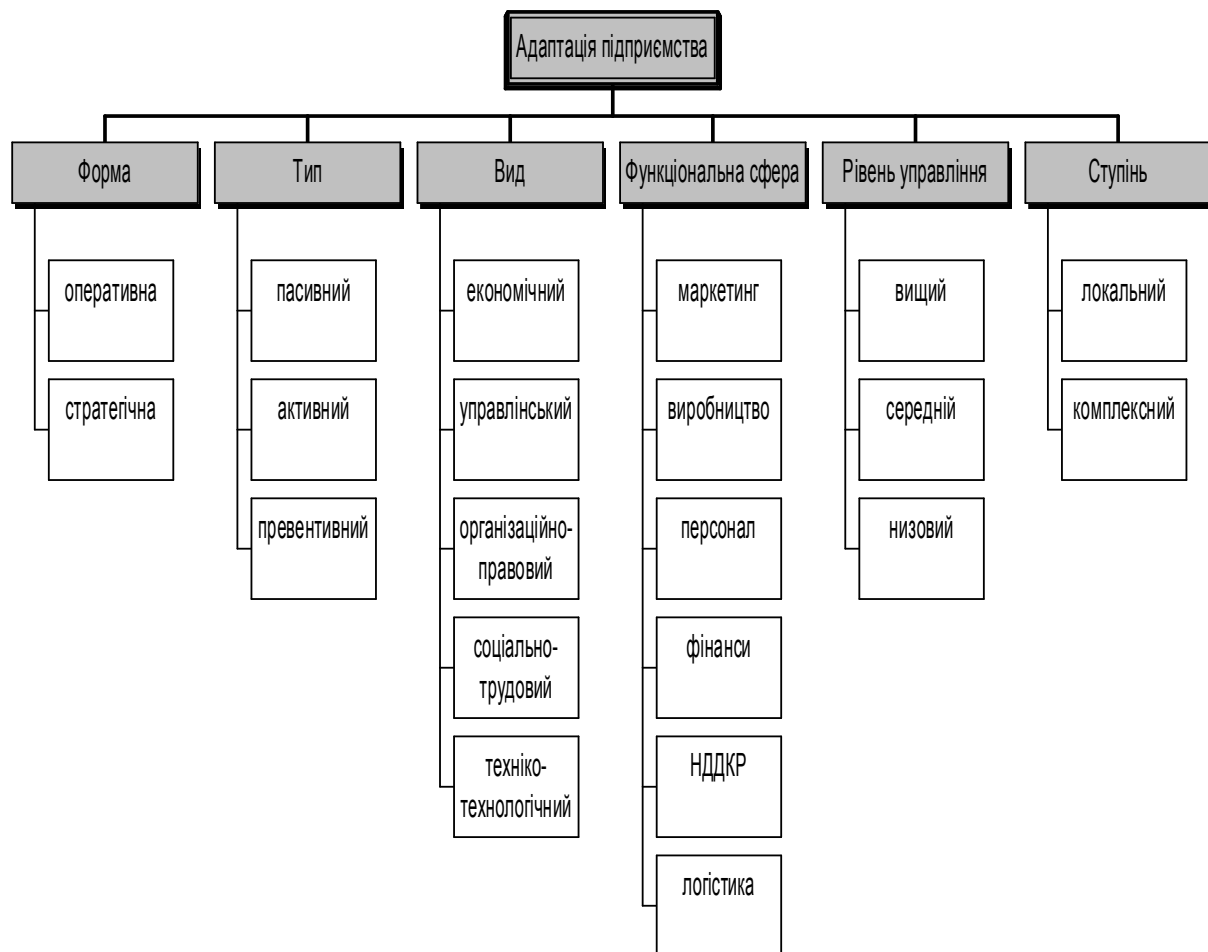 Адаптація підприємства
Форма
Тип
Вид
Функціональна сфера
Рівень управління
Ступінь
оперативна
стратегічна
пасивний
активний
превентивний
економічний
управлінський
організаційно-
правовий
соціально-
трудовий
техніко-
технологічний
маркетинг
виробництво
персонал
фінанси
НДДКР
логістика
вищий
середній
низовий
локальний
комплексний